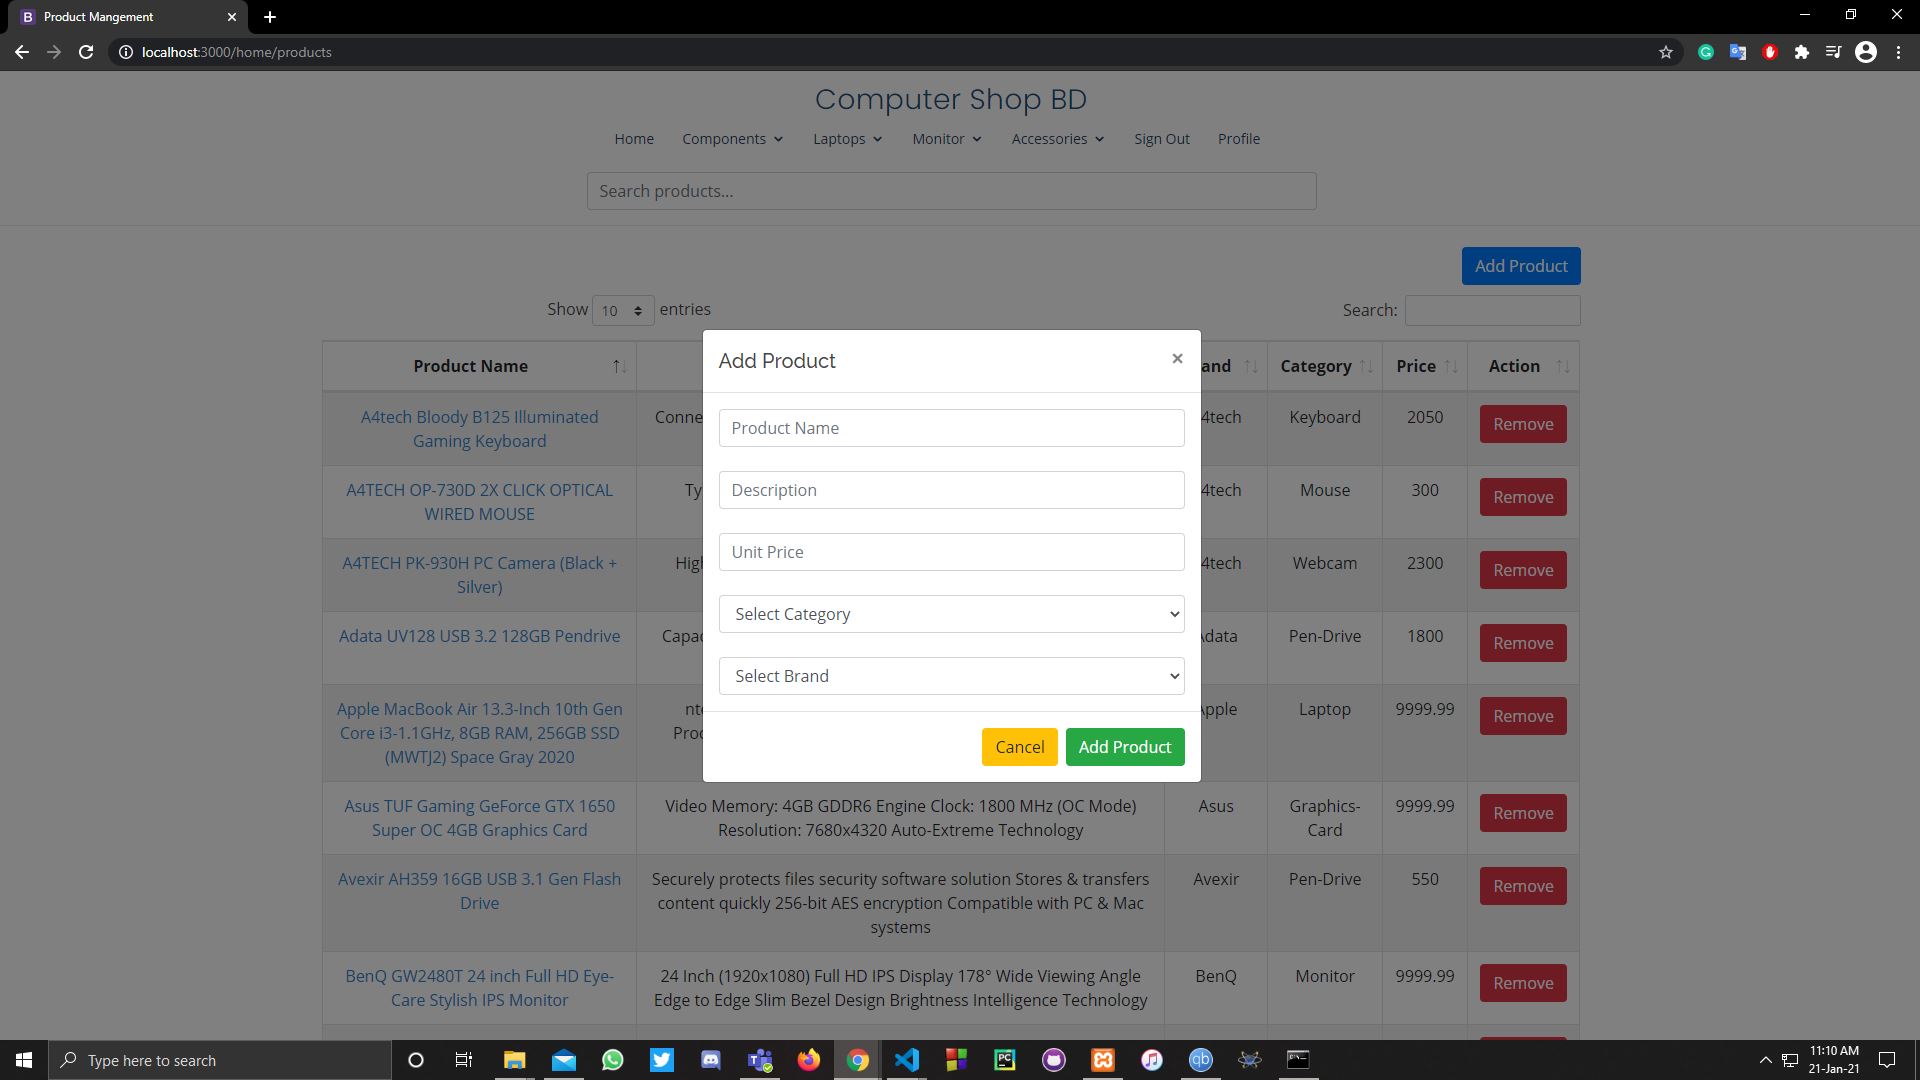 Product Mangement
localhost:3000/home/products
Computer Shop BD
Home Components Laptops Monitor Accessories Sign Out Profile
Search products...
Add Product
Show 10 entries Search:
Product Name and Category Price Action
Add Product ×
Product Name
Description
Unit Price
Select Category
Select Brand
Cancel Add Product
A4tech Bloody B125 Illuminated
Gaming Keyboard
Conne 4tech Keyboard 2050 Remove
A4TECH OP-730D 2X CLICK OPTICAL
WIRED MOUSE
Ty 4tech Mouse 300 Remove
A4TECH PK-930H PC Camera (Black +
Silver)
High 4tech Webcam 2300 Remove
Adata UV128 USB 3.2 128GB Pendrive
Capac data Pen-Drive 1800 Remove
Apple MacBook Air 13.3-Inch 10th Gen
Core i3-1.1GHz, 8GB RAM, 256GB SSD
(MWTJ2) Space Gray 2020
nte
Proc
pple Laptop 9999.99 Remove
Asus TUF Gaming GeForce GTX 1650
Super OC 4GB Graphics Card
Video Memory: 4GB GDDR6 Engine Clock: 1800 MHz (OC Mode)
Resolution: 7680x4320 Auto-Extreme Technology
Asus Graphics-
Card
9999.99 Remove
Avexir AH359 16GB USB 3.1 Gen Flash
Drive
Securely protects files security software solution Stores & transfers
content quickly 256-bit AES encryption Compatible with PC & Mac
systems
Avexir Pen-Drive 550 Remove
BenQ GW2480T 24 inch Full HD Eye-
Care Stylish IPS Monitor
24 Inch (1920x1080) Full HD IPS Display 178° Wide Viewing Angle
Edge to Edge Slim Bezel Design Brightness Intelligence Technology
BenQ Monitor 9999.99 Remove
Type here to search
11:10 AM
21-Jan-21